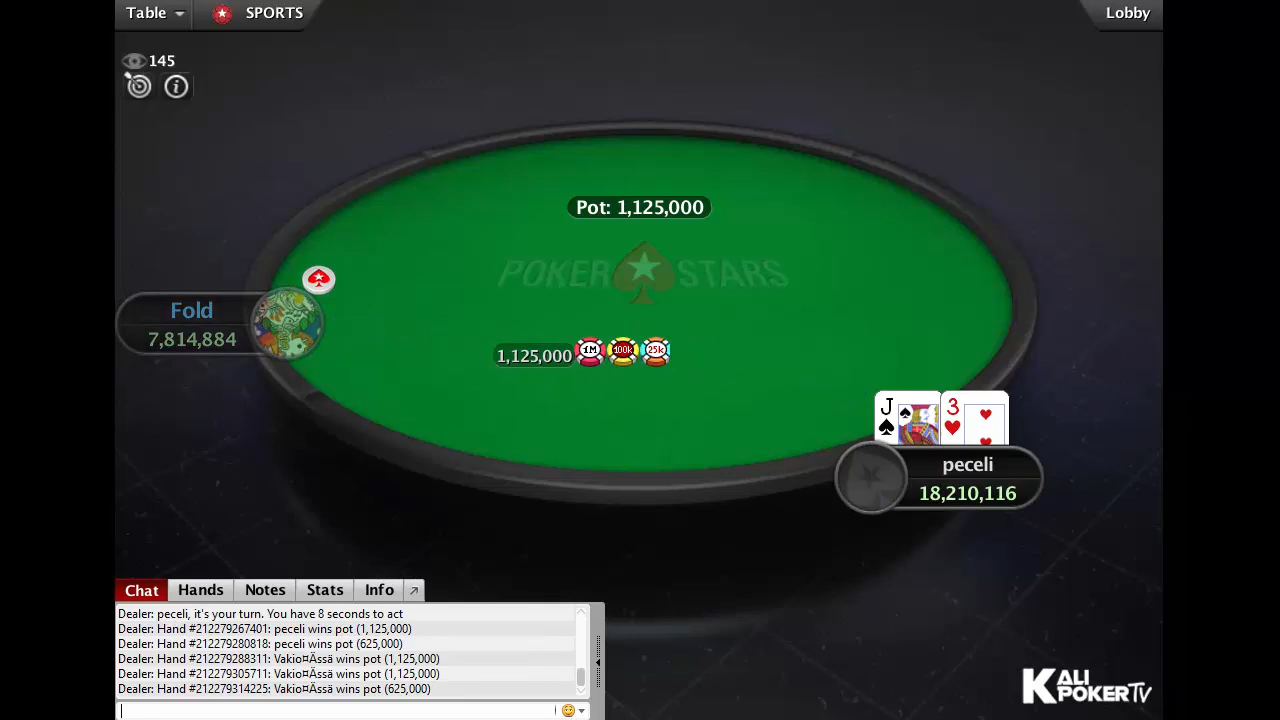 Table
SPORTS
Lobby
145
Pot: 1,125,000
POKER STARS
Fold
7,814,884
1,125,000
1M
100k
25k
J
3
peceli
18,210,116
Chat
Hands
Notes
Stats
Info
Dealer: peceli, it's your turn. You have 8 seconds to act
Dealer: Hand #212279267401: peceli wins pot (1,125,000)
Dealer: Hand #212279280818: peceli wins pot (625,000)
Dealer: Hand #212279288311: Vakio¤Ässä wins pot (1,125,000)
Dealer: Hand #212279305711: Vakio¤Ässä wins pot (1,125,000)
Dealer: Hand #212279314225: Vakio¤Ässä wins pot (625,000)
KALI
POKERTV